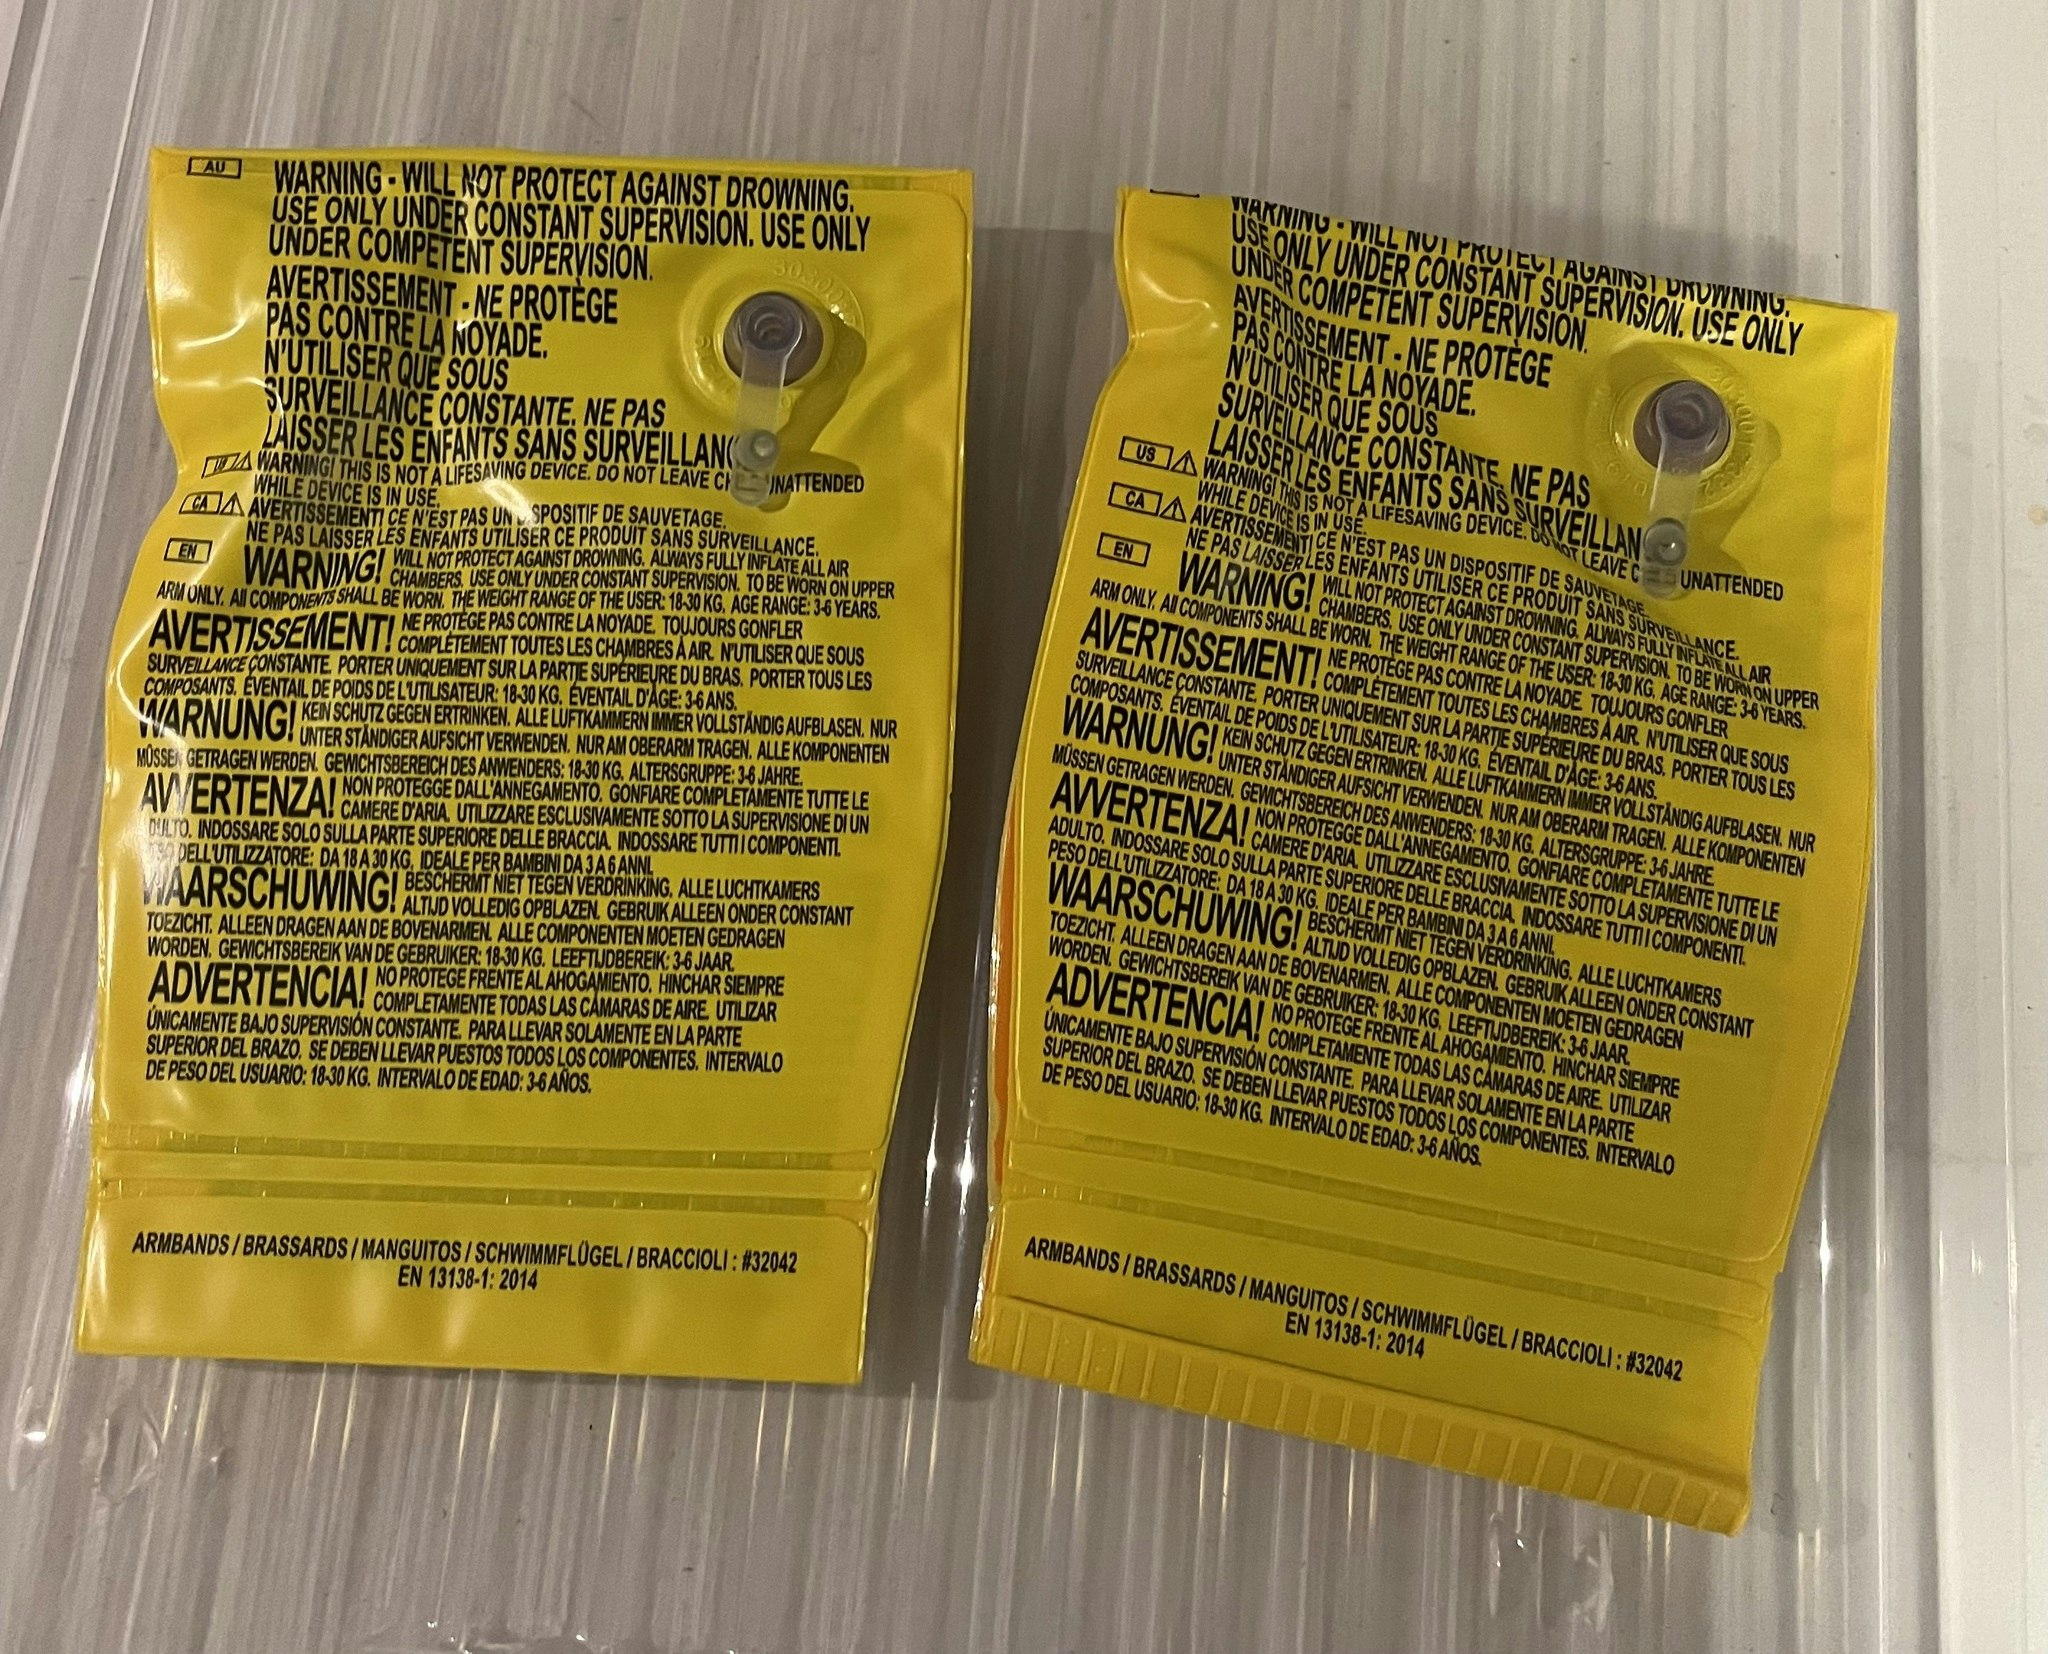 AU
WARNING - WILL NOT PROTECT AGAINST DROWNING.
USE ONLY UNDER CONSTANT SUPERVISION. USE ONLY
UNDER COMPETENT SUPERVISION.
AVERTISSEMENT - NE PROTÈGE
PAS CONTRE LA NOYADE.
N'UTILISER QUE SOUS
SURVEILLANCE CONSTANTE. NE PAS
LAISSER LES ENFANTS SANS
US WARNING! THIS IS NOT A LIFESAVING DEVICE. DO NOT LEAVE UNATTENDED
WHILE DEVICE IS IN USE.
CA AVERTISSEMENT! CE N'EST PAS UN DISPOSITIF DE SAUVETAGE.
NE PAS LAISSER LES ENFANTS UTILISER CE PRODUIT SANS SURVEILLANCE.
EN WARNING! WILL NOT PROTECT AGAINST DROWNING. ALWAYS FULLY INFLATE ALL AIR
CHAMBERS. USE ONLY UNDER CONSTANT SUPERVISION. TO BE WORN ON UPPER
ARM ONLY. All COMPONENTS SHALL BE WORN. THE WEIGHT RANGE OF THE USER: 18-30 KG. AGE RANGE: 3-6 YEARS.
AVERTISSEMENT! NE PROTÈGE PAS CONTRE LA NOYADE. TOUJOURS GONFLER
COMPLÈTEMENT TOUTES LES CHAMBRES À AIR. N'UTILISER QUE SOUS
SURVEILLANCE CONSTANTE. PORTER UNIQUEMENT SUR LA PARTIE SUPÉRIEURE DU BRAS. PORTER TOUS LES
COMPOSANTS. ÉVENTAIL DE POIDS DE L'UTILISATEUR: 18-30 KG. ÉVENTAIL D'ÂGE: 3-6 ANS.
WARNUNG! KEIN SCHUTZ GEGEN ERTRINKEN. ALLE LUFTKAMMERN IMMER VOLLSTÄNDIG AUFBLASEN. NUR
UNTER STÄNDIGER AUFSICHT VERWENDEN. NUR AM OBERARM TRAGEN. ALLE KOMPONENTEN
MÜSSEN GETRAGEN WERDEN. GEWICHTSBEREICH DES ANWENDERS: 18-30 KG. ALTERSGRUPPE: 3-6 JAHRE.
AVVERTENZA! NON PROTEGGE DALL'ANNEGAMENTO. GONFIARE COMPLETAMENTE TUTTE LE
CAMERE D'ARIA. UTILIZZARE ESCLUSIVAMENTE SOTTO LA SUPERVISIONE DI UN
DULTO. INDOSSARE SOLO SULLA PARTE SUPERIORE DELLE BRACCIA. INDOSSARE TUTTI I COMPONENTI.
DELL'UTILIZZATORE: DA 18 A 30 KG. IDEALE PER BAMBINI DA 3 A 6 ANNI.
WAARSCHUWING! BESCHERMT NIET TEGEN VERDRINKING. ALLE LUCHTKAMERS
ALTIJD VOLLEDIG OPBLAZEN. GEBRUIK ALLEEN ONDER CONSTANT
TOEZICHT. ALLEEN DRAGEN AAN DE BOVENARMEN. ALLE COMPONENTEN MOETEN GEDRAGEN
WORDEN. GEWICHTSBEREIK VAN DE GEBRUIKER: 18-30 KG. LEEFTIJDBEREIK: 3-6 JAAR.
ADVERTENCIA! NO PROTEGE FRENTE AL AHOGAMIENTO. HINCHAR SIEMPRE
COMPLETAMENTE TODAS LAS CÁMARAS DE AIRE. UTILIZAR
ÚNICAMENTE BAJO SUPERVISIÓN CONSTANTE. PARA LLEVAR SOLAMENTE EN LA PARTE
SUPERIOR DEL BRAZO. SE DEBEN LLEVAR PUESTOS TODOS LOS COMPONENTES. INTERVALO
DE PESO DEL USUARIO: 18-30 KG. INTERVALO DE EDAD: 3-6 AÑOS.
ARMBANDS / BRASSARDS / MANGUITOS / SCHWIMMFLÜGEL / BRACCIOLI : #32042
EN 13138-1: 2014
WARNING - WILL NOT PROTECT AGAINST DROWNING.
USE ONLY UNDER CONSTANT SUPERVISION. USE ONLY
UNDER COMPETENT SUPERVISION.
AVERTISSEMENT - NE PROTÈGE
PAS CONTRE LA NOYADE.
N'UTILISER QUE SOUS
SURVEILLANCE CONSTANTE. NE PAS
LAISSER LES ENFANTS SANS
US WARNING! THIS IS NOT A LIFESAVING DEVICE. DO NOT LEAVE UNATTENDED
WHILE DEVICE IS IN USE.
CA AVERTISSEMENT! CE N'EST PAS UN DISPOSITIF DE SAUVETAGE.
NE PAS LAISSER LES ENFANTS UTILISER CE PRODUIT SANS SURVEILLANCE.
EN WARNING! WILL NOT PROTECT AGAINST DROWNING. ALWAYS FULLY INFLATE ALL AIR
CHAMBERS. USE ONLY UNDER CONSTANT SUPERVISION. TO BE WORN ON UPPER
ARM ONLY. All COMPONENTS SHALL BE WORN. THE WEIGHT RANGE OF THE USER: 18-30 KG. AGE RANGE: 3-6 YEARS.
AVERTISSEMENT! NE PROTÈGE PAS CONTRE LA NOYADE. TOUJOURS GONFLER
COMPLÈTEMENT TOUTES LES CHAMBRES À AIR. N'UTILISER QUE SOUS
SURVEILLANCE CONSTANTE. PORTER UNIQUEMENT SUR LA PARTIE SUPÉRIEURE DU BRAS. PORTER TOUS LES
COMPOSANTS. ÉVENTAIL DE POIDS DE L'UTILISATEUR: 18-30 KG. ÉVENTAIL D'ÂGE: 3-6 ANS.
WARNUNG! KEIN SCHUTZ GEGEN ERTRINKEN. ALLE LUFTKAMMERN IMMER VOLLSTÄNDIG AUFBLASEN. NUR
UNTER STÄNDIGER AUFSICHT VERWENDEN. NUR AM OBERARM TRAGEN. ALLE KOMPONENTEN
MÜSSEN GETRAGEN WERDEN. GEWICHTSBEREICH DES ANWENDERS: 18-30 KG. ALTERSGRUPPE: 3-6 JAHRE.
AVVERTENZA! NON PROTEGGE DALL'ANNEGAMENTO. GONFIARE COMPLETAMENTE TUTTE LE
CAMERE D'ARIA. UTILIZZARE ESCLUSIVAMENTE SOTTO LA SUPERVISIONE DI UN
ADULTO. INDOSSARE SOLO SULLA PARTE SUPERIORE DELLE BRACCIA. INDOSSARE TUTTI I COMPONENTI.
PESO DELL'UTILIZZATORE: DA 18 A 30 KG. IDEALE PER BAMBINI DA 3 A 6 ANNI.
WAARSCHUWING! BESCHERMT NIET TEGEN VERDRINKING. ALLE LUCHTKAMERS
ALTIJD VOLLEDIG OPBLAZEN. GEBRUIK ALLEEN ONDER CONSTANT
TOEZICHT. ALLEEN DRAGEN AAN DE BOVENARMEN. ALLE COMPONENTEN MOETEN GEDRAGEN
WORDEN. GEWICHTSBEREIK VAN DE GEBRUIKER: 18-30 KG. LEEFTIJDBEREIK: 3-6 JAAR.
ADVERTENCIA! NO PROTEGE FRENTE AL AHOGAMIENTO. HINCHAR SIEMPRE
COMPLETAMENTE TODAS LAS CÁMARAS DE AIRE. UTILIZAR
ÚNICAMENTE BAJO SUPERVISIÓN CONSTANTE. PARA LLEVAR SOLAMENTE EN LA PARTE
SUPERIOR DEL BRAZO. SE DEBEN LLEVAR PUESTOS TODOS LOS COMPONENTES. INTERVALO
DE PESO DEL USUARIO: 18-30 KG. INTERVALO DE EDAD: 3-6 AÑOS.
ARMBANDS / BRASSARDS / MANGUITOS / SCHWIMMFLÜGEL / BRACCIOLI : #32042
EN 13138-1: 2014